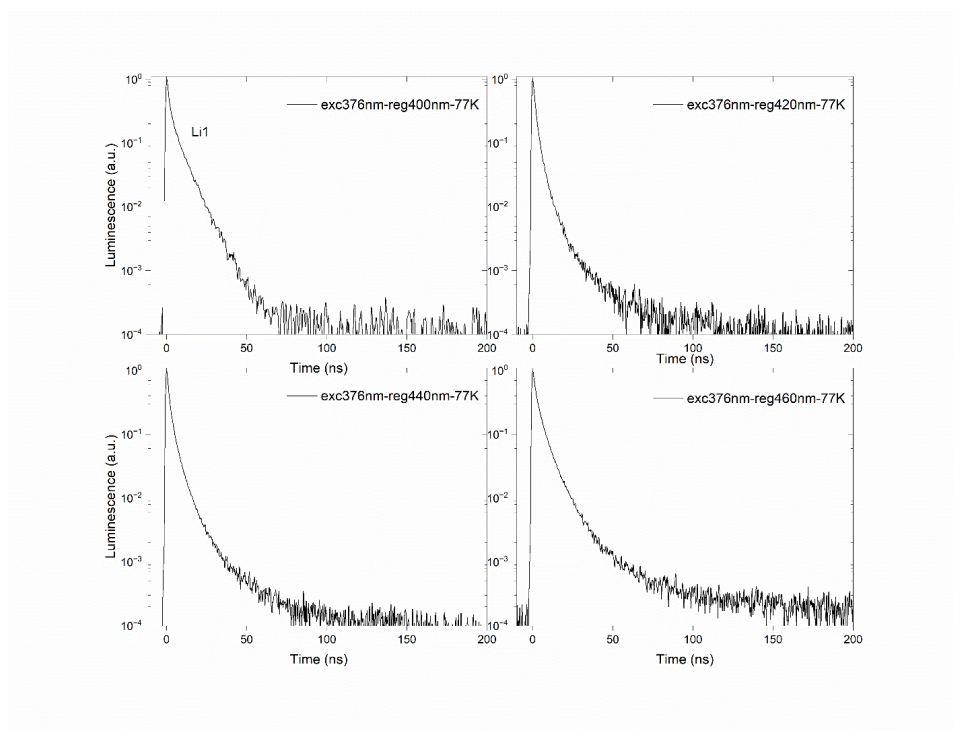 10⁰
exc376nm-reg400nm-77K
Li1
10⁻¹
10⁻²
10⁻³
10⁻⁴
Luminescence (a.u.)
0 50 100 150 200
Time (ns)
10⁰
exc376nm-reg420nm-77K
10⁻¹
10⁻²
10⁻³
10⁻⁴
0 50 100 150 200
Time (ns)
10⁰
exc376nm-reg440nm-77K
10⁻¹
10⁻²
10⁻³
10⁻⁴
Luminescence (a.u.)
0 50 100 150 200
Time (ns)
10⁰
exc376nm-reg460nm-77K
10⁻¹
10⁻²
10⁻³
10⁻⁴
0 50 100 150 200
Time (ns)